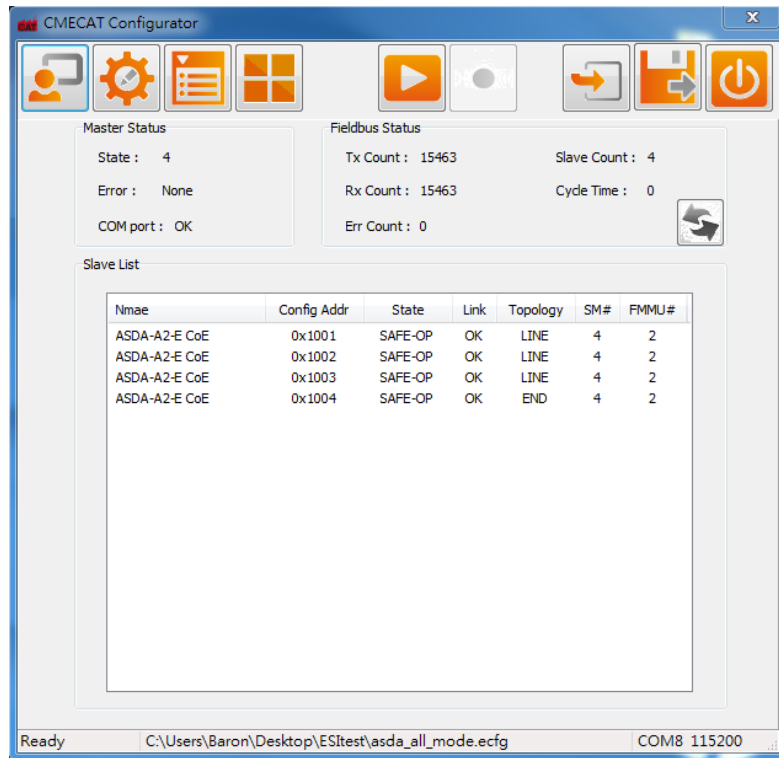 CMECAT Configurator
Master Status
State : 4
Error : None
COM port : OK
Fieldbus Status
Tx Count : 15463
Slave Count : 4
Rx Count : 15463
Cycle Time : 0
Err Count : 0
Slave List
Nmae Config Addr State Link Topology SM# FMMU#
ASDA-A2-E CoE 0x1001 SAFE-OP OK LINE 4 2
ASDA-A2-E CoE 0x1002 SAFE-OP OK LINE 4 2
ASDA-A2-E CoE 0x1003 SAFE-OP OK LINE 4 2
ASDA-A2-E CoE 0x1004 SAFE-OP OK END 4 2
Ready C:\Users\Baron\Desktop\ESItest\asda_all_mode.ecfg COM8 115200